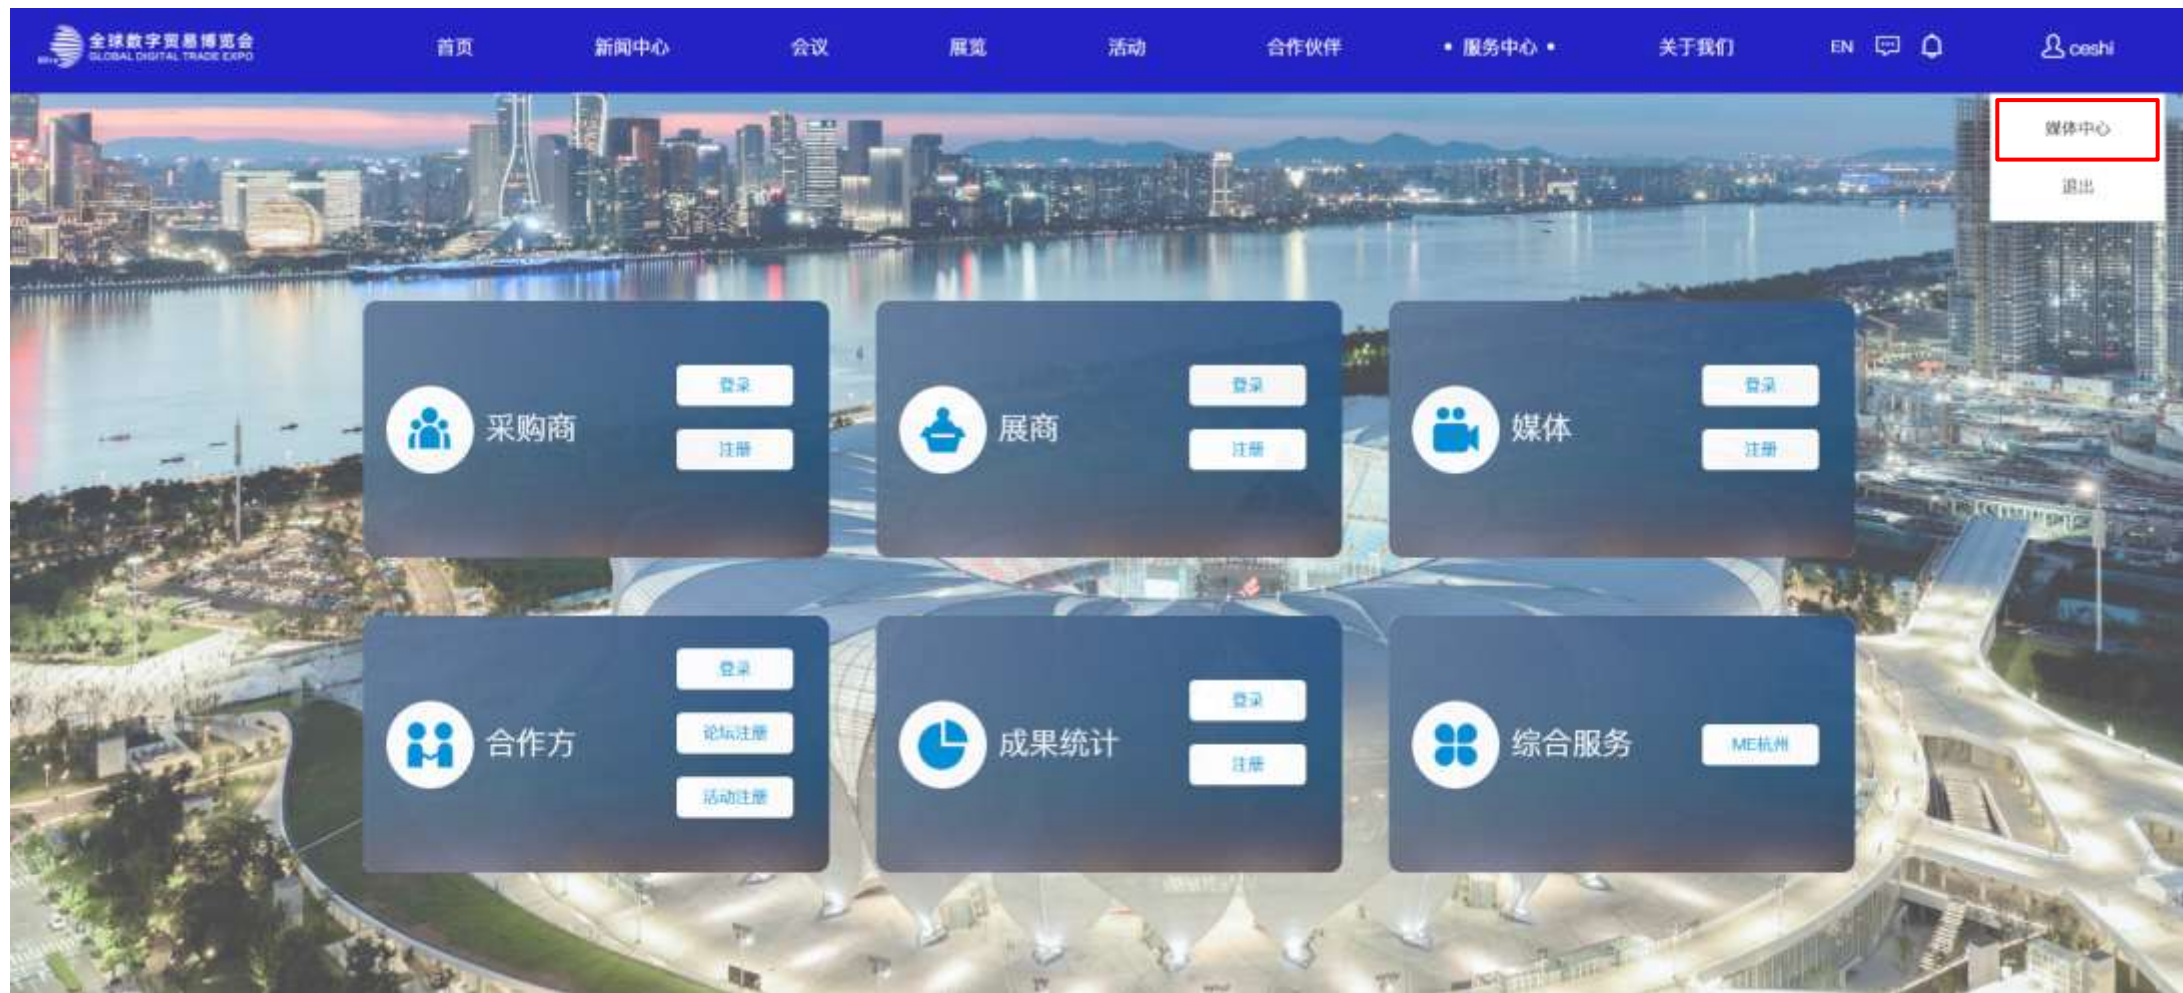 全球数字贸易博览会
GLOBAL DIGITAL TRADE EXPO
首页
新闻中心
会议
展览
活动
合作伙伴
• 服务中心 •
关于我们
EN
ceshi
媒体中心
退出
采购商
登录
注册
展商
登录
注册
媒体
登录
注册
合作方
登录
论坛注册
活动注册
成果统计
登录
注册
综合服务
ME杭州